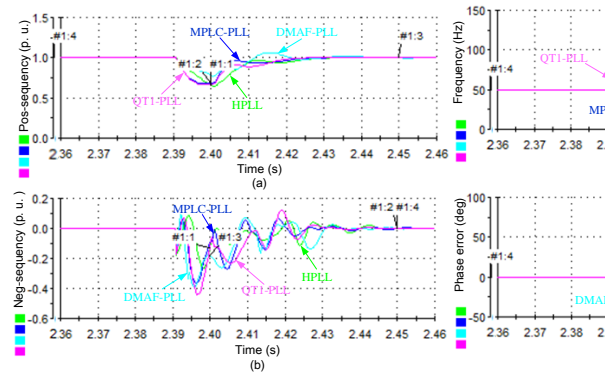 Pos-sequency (p. u.)
1.5
1.0
0.5
0.0
#1:4
MPLC-PLL
DMAF-PLL
#1:3
#1:2
#1:1
QT1-PLL
HPLL
2.36 2.37 2.38 2.39 2.40 2.41 2.42 2.43 2.44 2.45 2.46
Time (s)
(a)
Frequency (Hz)
150
100
50
0
#1:4
QT1-PLL
MP
2.36 2.37 2.38 2.3
Neg-sequency (p. u. )
0.2
0.0
-0.2
-0.4
-0.6
MPLC-PLL
#1:2
#1:4
#1:1
#1:3
DMAF-PLL
QT1-PLL
HPLL
2.36 2.37 2.38 2.39 2.40 2.41 2.42 2.43 2.44 2.45 2.46
Time (s)
(b)
Phase error (deg)
100
50
0
-50
#1:4
DMA
2.36 2.37 2.38 2.3